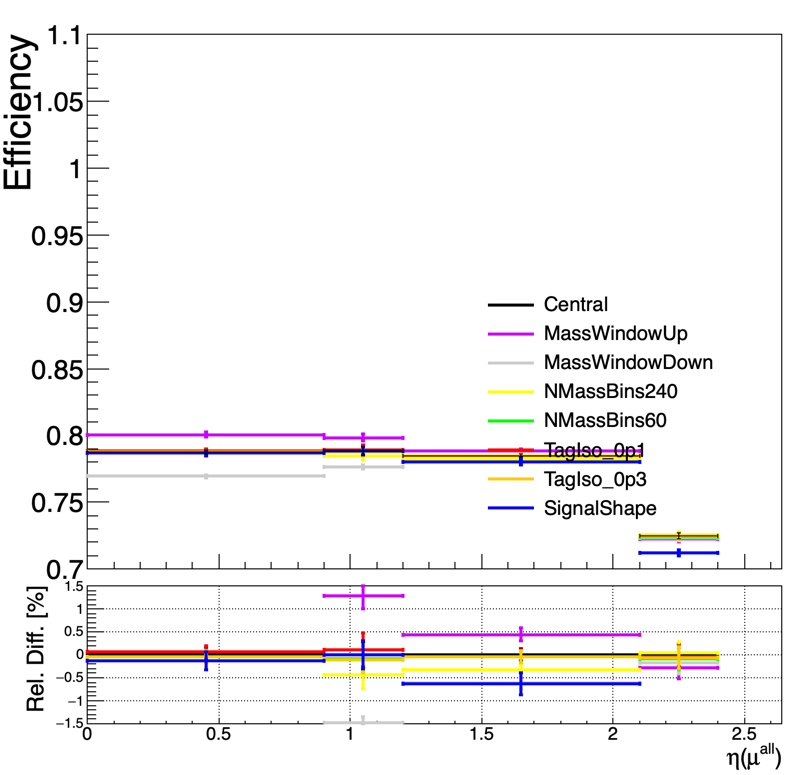 Efficiency
1.1
1.05
1
0.95
0.9
0.85
0.8
0.75
0.7
Central
MassWindowUp
MassWindowDown
NMassBins240
NMassBins60
TagIso_0p1
TagIso_0p3
SignalShape
Rel. Diff. [%]
1.5
1
0.5
0
−0.5
−1
−1.5
0 0.5 1 1.5 2 2.5
η(μ^all)